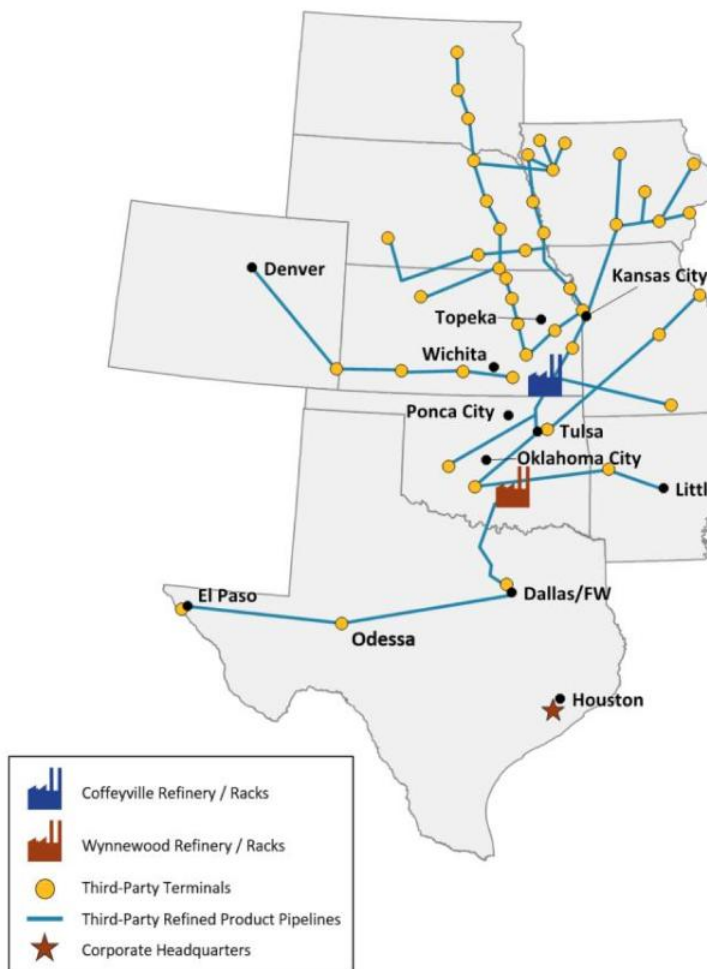 Denver
Kansas City
Topeka
Wichita
Ponca City
Tulsa
Oklahoma City
Littl
El Paso
Dallas/FW
Odessa
Houston
Coffeyville Refinery / Racks
Wynnewood Refinery / Racks
Third-Party Terminals
Third-Party Refined Product Pipelines
Corporate Headquarters